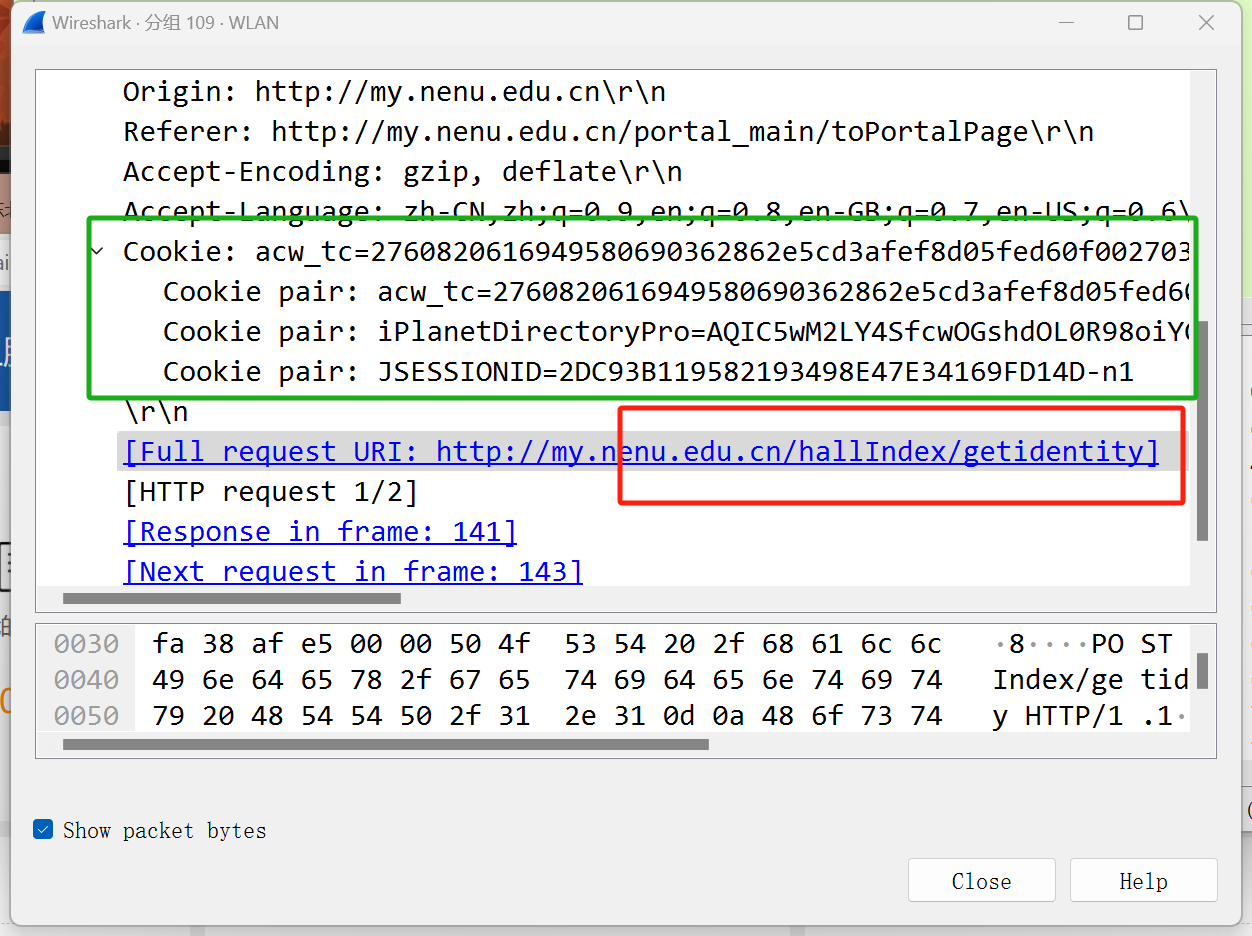 Wireshark · 分组 109 · WLAN
Origin: http://my.nenu.edu.cn\r\n
Referer: http://my.nenu.edu.cn/portal_main/toPortalPage\r\n
Accept-Encoding: gzip, deflate\r\n
Accept-Language: zh-CN,zh;q=0.9,en;q=0.8,en-GB;q=0.7,en-US;q=0.6\
Cookie: acw_tc=27608206169495806903628​62e5cd3afef8d05fed60f002703
Cookie pair: acw_tc=2760820616949580690362862e5cd3afef8d05fed60
Cookie pair: iPlanetDirectoryPro=AQIC5wM2LY4SfcwOGshdOL0R98oiY
Cookie pair: JSESSIONID=2DC93B119582193498E47E34169FD14D-n1
\r\n
[Full request URI: http://my.nenu.edu.cn/hallIndex/getidentity]
[HTTP request 1/2]
[Response in frame: 141]
[Next request in frame: 143]
0030 fa 38 af e5 00 00 50 4f 53 54 20 2f 68 61 6c 6c ·8····PO ST
0040 49 6e 64 65 78 2f 67 65 74 69 64 65 6e 74 69 74 Index/ge tid
0050 79 20 48 54 54 50 2f 31 2e 31 0d 0a 48 6f 73 74 y HTTP/1 .1·
Show packet bytes
Close
Help